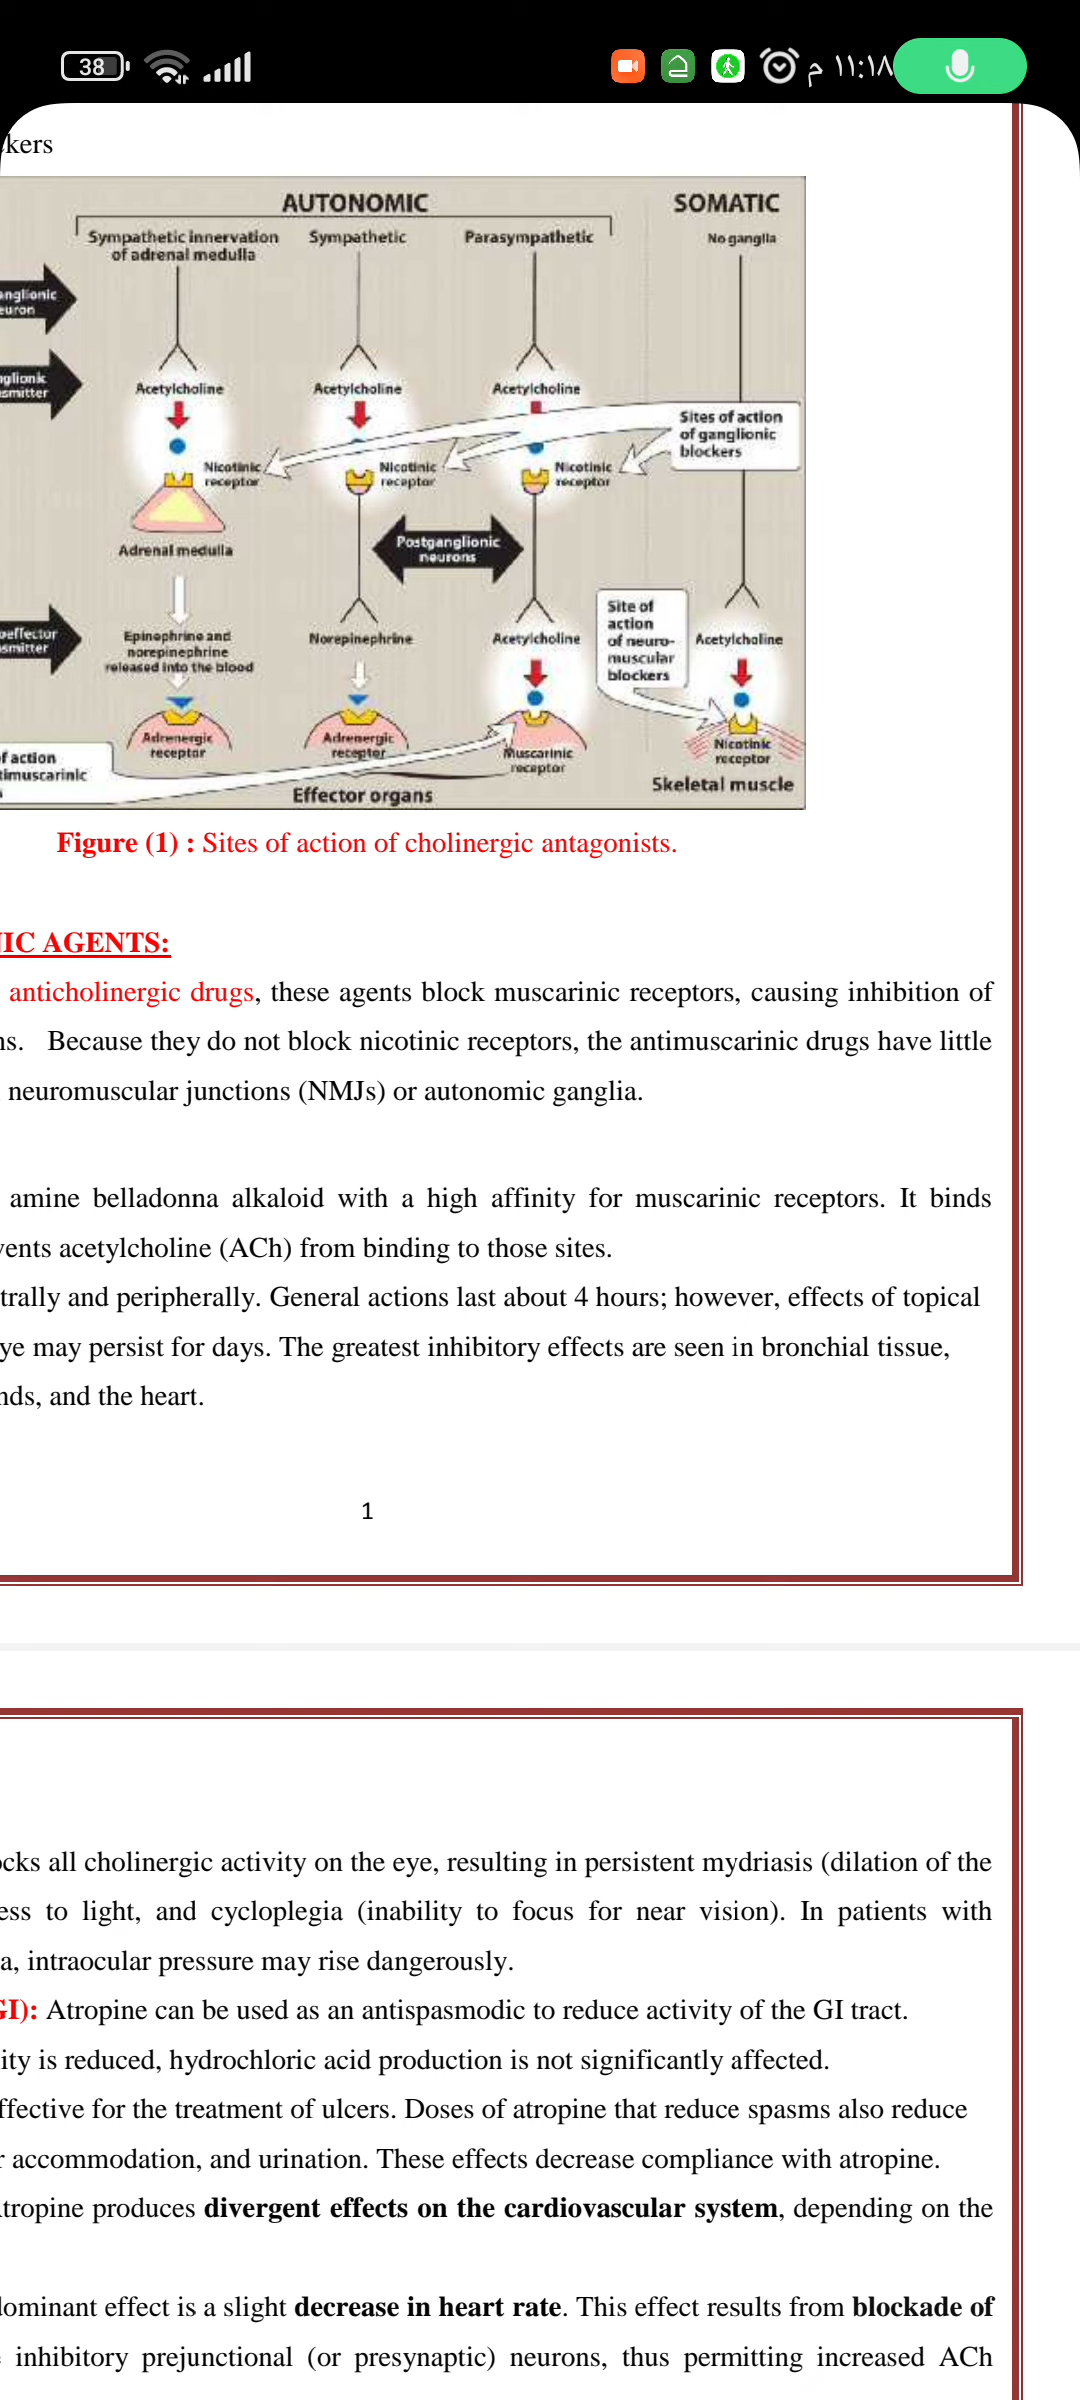 38
م ١١:١٨
ckers
AUTONOMIC
SOMATIC
Sympathetic innervation
of adrenal medulla
Sympathetic
Parasympathetic
No ganglia
anglionic
euron
nglionic
smitter
Acetylcholine
Acetylcholine
Acetylcholine
Sites of action
of ganglionic
blockers
Nicotinic
receptor
Nicotinic
receptor
Nicotinic
receptor
Adrenal medulla
Postganglionic
neurons
oeffector
smitter
Epinephrine and
norepinephrine
released into the blood
Norepinephrine
Acetylcholine
Site of
action
of neuro-
muscular
blockers
Acetylcholine
Adrenergic
receptor
Adrenergic
receptor
Muscarinic
receptor
Nicotinic
receptor
f action
timuscarinic
s
Effector organs
Skeletal muscle
Figure (1) : Sites of action of cholinergic antagonists.
NIC AGENTS:
anticholinergic drugs, these agents block muscarinic receptors, causing inhibition of
ns. Because they do not block nicotinic receptors, the antimuscarinic drugs have little
neuromuscular junctions (NMJs) or autonomic ganglia.
amine belladonna alkaloid with a high affinity for muscarinic receptors. It binds
vents acetylcholine (ACh) from binding to those sites.
trally and peripherally. General actions last about 4 hours; however, effects of topical
ye may persist for days. The greatest inhibitory effects are seen in bronchial tissue,
nds, and the heart.
1
ocks all cholinergic activity on the eye, resulting in persistent mydriasis (dilation of the
ess to light, and cycloplegia (inability to focus for near vision). In patients with
a, intraocular pressure may rise dangerously.
GI): Atropine can be used as an antispasmodic to reduce activity of the GI tract.
ity is reduced, hydrochloric acid production is not significantly affected.
ffective for the treatment of ulcers. Doses of atropine that reduce spasms also reduce
r accommodation, and urination. These effects decrease compliance with atropine.
Atropine produces divergent effects on the cardiovascular system, depending on the
dominant effect is a slight decrease in heart rate. This effect results from blockade of
e inhibitory prejunctional (or presynaptic) neurons, thus permitting increased ACh